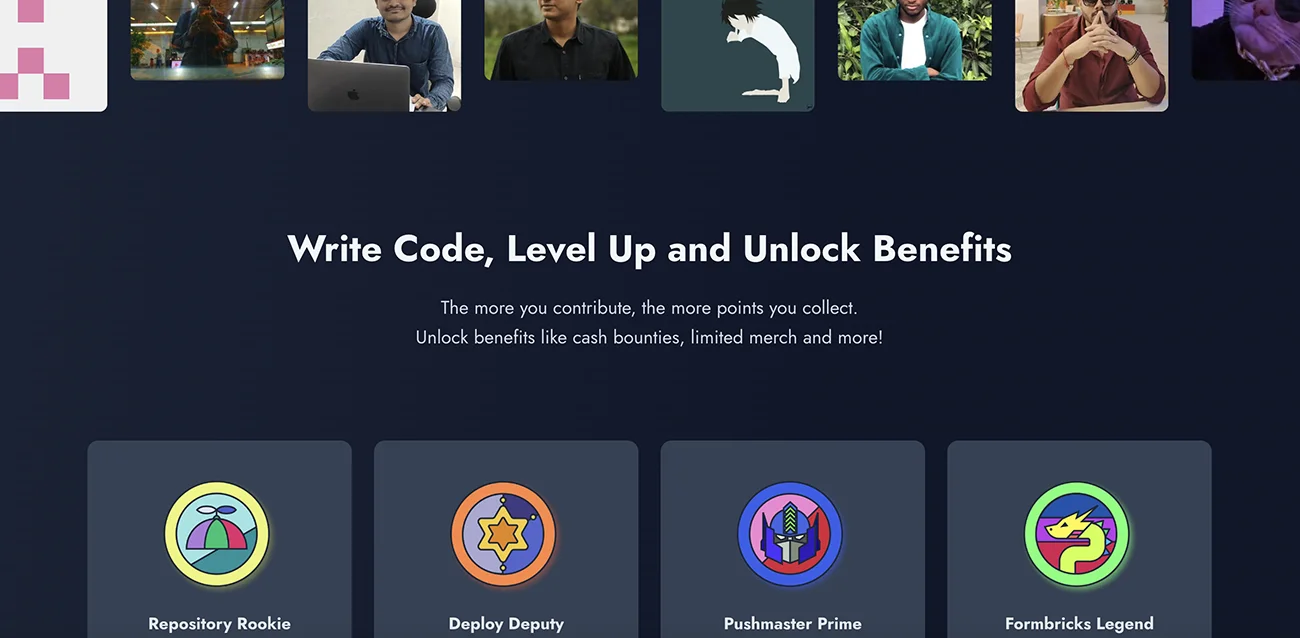 Write Code, Level Up and Unlock Benefits
The more you contribute, the more points you collect.
Unlock benefits like cash bounties, limited merch and more!
Repository Rookie
Deploy Deputy
Pushmaster Prime
Formbricks Legend